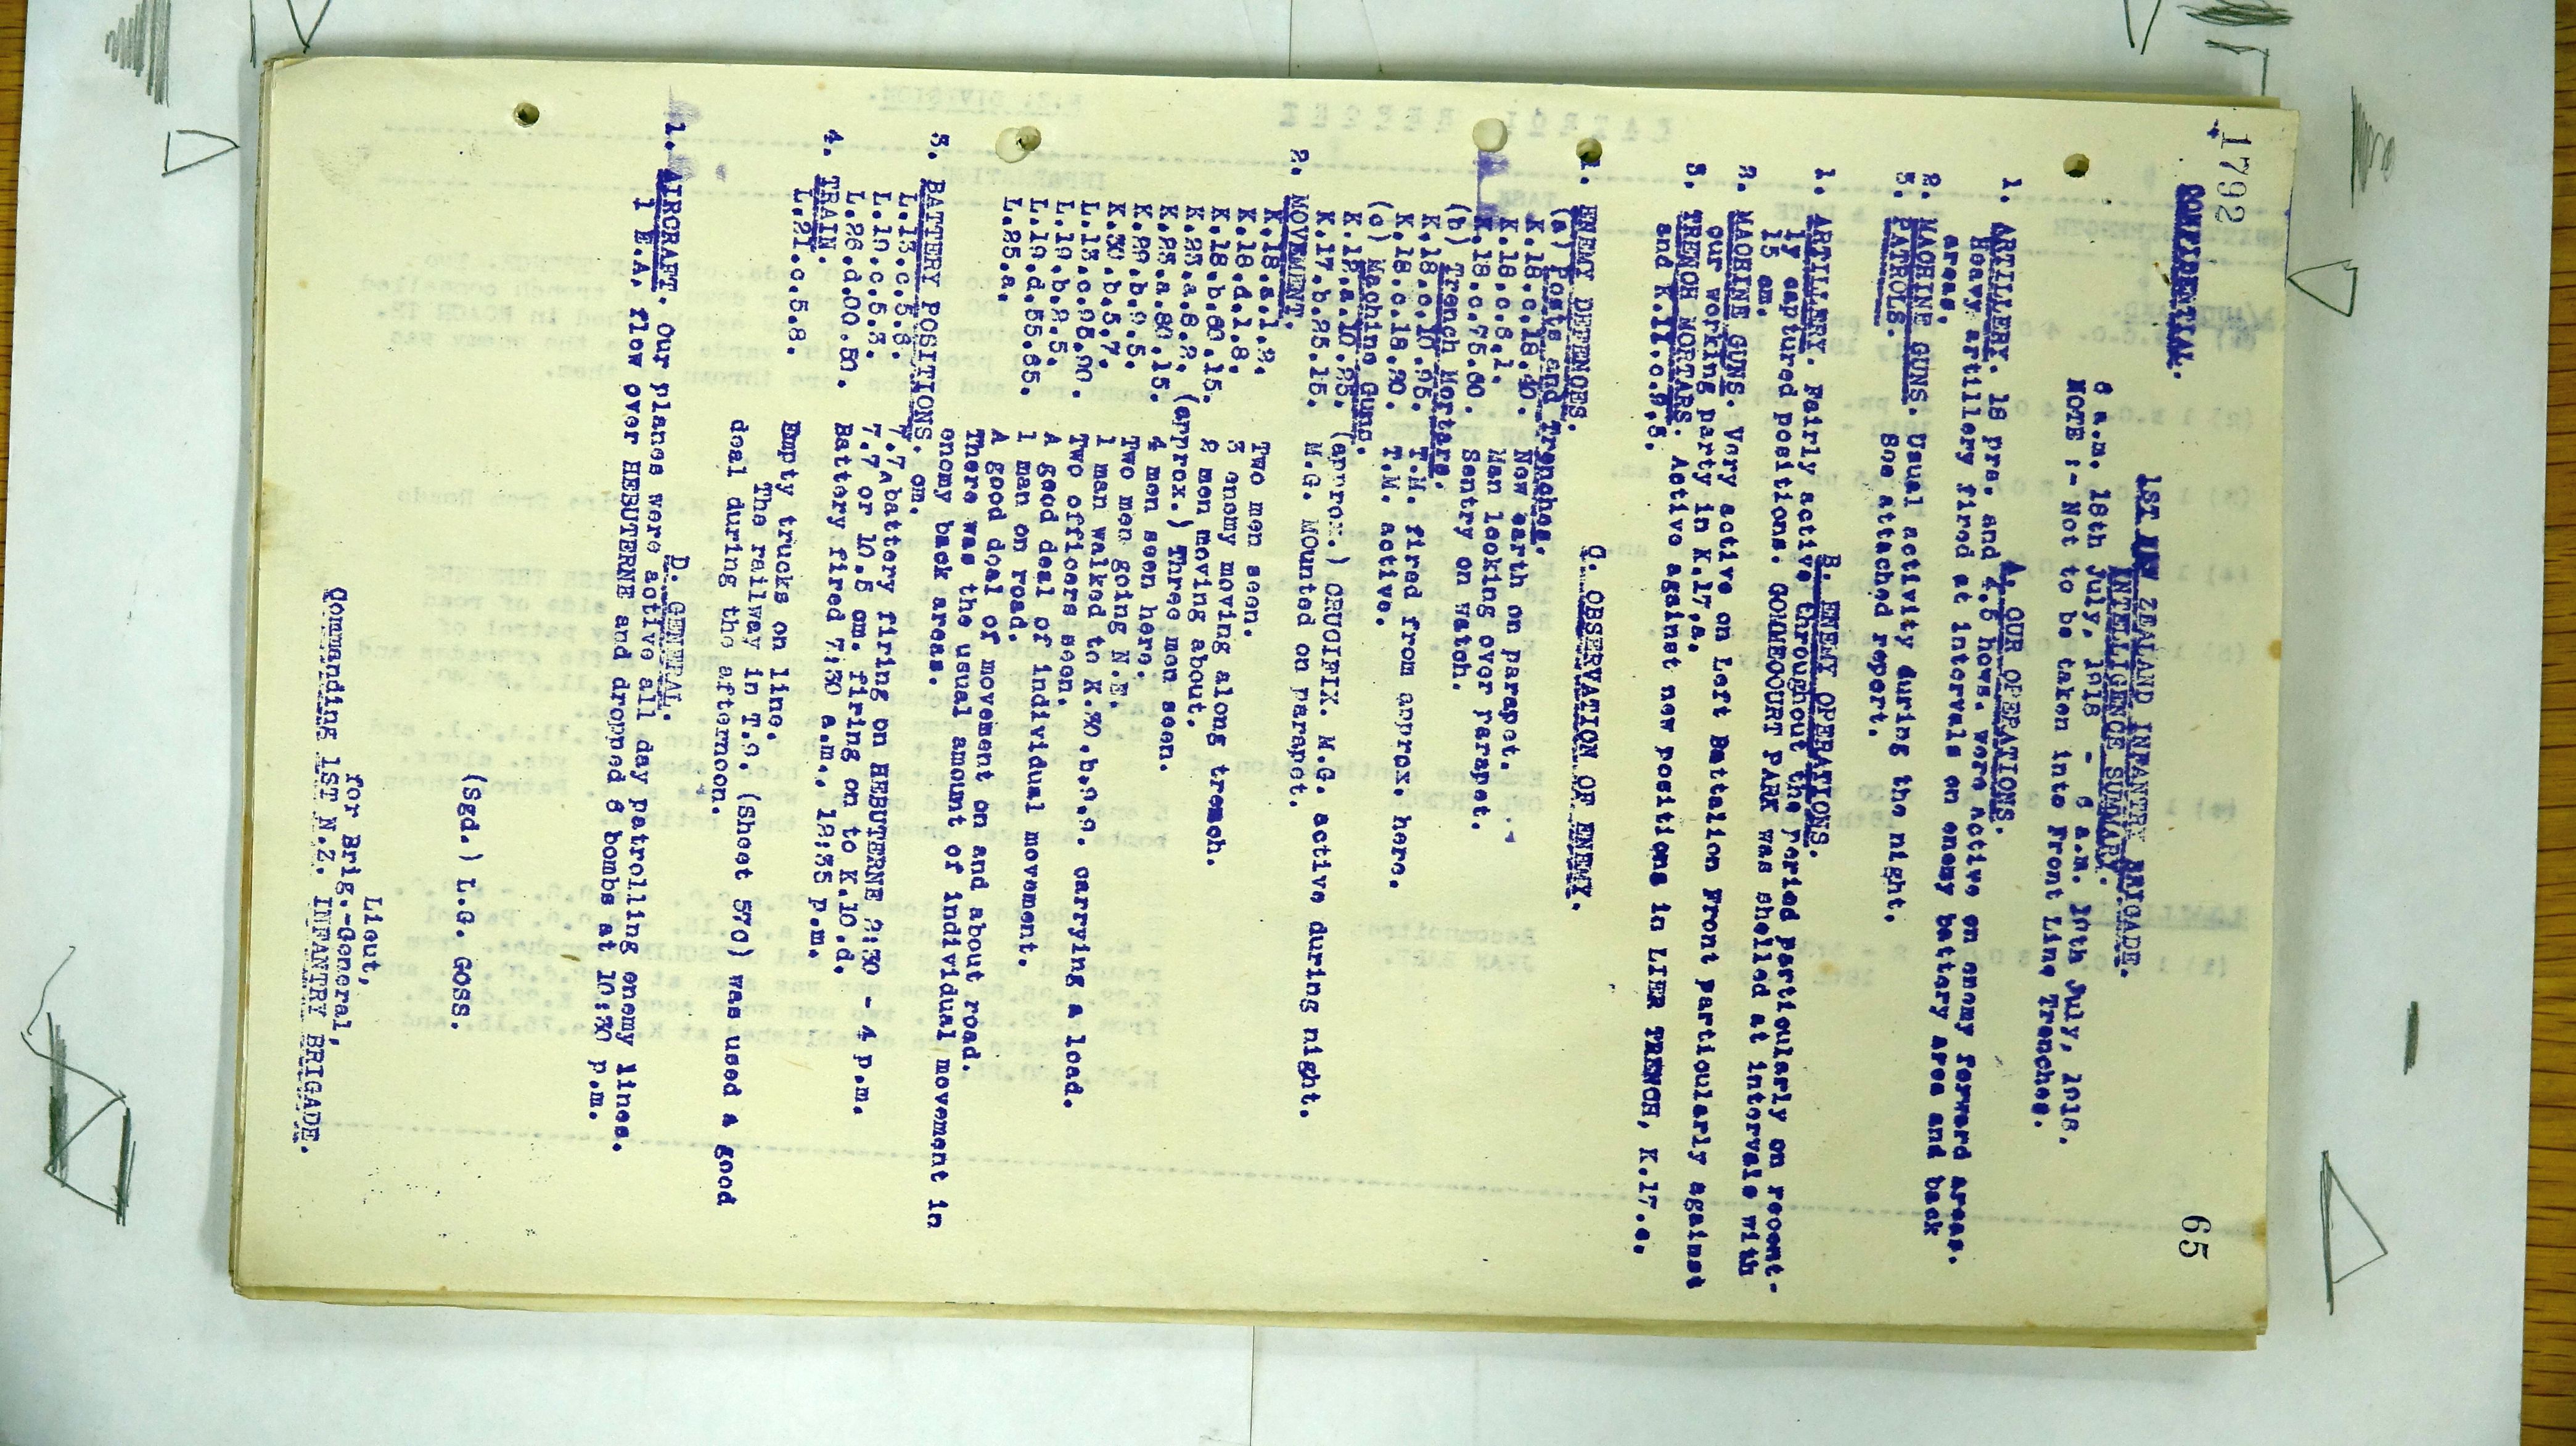 1792
65
CONFIDENTIAL.
1ST NEW ZEALAND INFANTRY BRIGADE.
INTELLIGENCE SUMMARY.
6 a.m. 18th July, 1918 - 6 a.m. 19th July, 1918.
NOTE :- Not to be taken into Front Line Trenches.
A. OUR OPERATIONS.
1. ARTILLERY. 18 prs. and 4.5 hows. were active on enemy forward areas.
Heavy artillery fired at intervals on enemy battery area and back
areas.
2. MACHINE GUNS. Usual activity during the night.
3. PATROLS. See attached report.
B. ENEMY OPERATIONS.
1. ARTILLERY. Fairly active throughout the period particularly on recent-
ly captured positions. GOMMECOURT PARK was shelled at intervals with
15 cm.
2. MACHINE GUNS. Very active on Left Battalion Front particularly against
our working party in K.17.a.
3. TRENCH MORTARS. Active against new positions in LIER TRENCH, K.17.c.
and K.11.c.9.8.
C. OBSERVATION OF ENEMY.
1. ENEMY DEFENCES.
(a) Posts and Trenches.
K.18.c.18.40. New earth on parapet.
K.18.c.8.1. Man looking over parapet.
K.18.c.75.60. Sentry on watch.
(b) Trench Mortars.
K.18.c.10.95. T.M. fired from approx. here.
K.18.c.18.20. T.M. active.
(c) Machine Guns.
K.12.a.10.25. (approx.) CRUCIFIX. M.G. active during night.
K.17.b.25.15. M.G. Mounted on parapet.
2. MOVEMENT.
K.18.a.1.2. Two men seen.
K.18.d.1.8. 3 enemy moving along trench.
K.18.b.80.15. 2 men moving about.
K.23.a.8.2. (approx.) Three men seen.
K.23.a.80.15. 4 men seen here.
K.29.b.9.5. Two men going N.E.
K.30.b.5.7. 1 man walked to K.30.b.9.9. carrying a load.
L.13.c.95.00. Two officers seen.
L.19.b.2.5. A good deal of individual movement.
L.19.d.55.65. 1 man on road.
L.25.a. A good deal of movement on and about road.
There was the usual amount of individual movement in
enemy back areas.
3. BATTERY POSITIONS.
L.13.c.5.8. 7.7 cm. battery firing on HEBUTERNE 2:30 - 4 p.m.
L.19.c.5.3. 7.7 or 10.5 cm. firing on to K.10.d.
L.26.d.00.50. Battery fired 7:30 a.m., 12:35 p.m.
4. TRAIN.
L.21.c.5.8. Empty trucks on line.
The railway in T.9. (Sheet 57D) was used a good
deal during the afternoon.
D. GENERAL.
1. AIRCRAFT. Our planes were active all day patrolling enemy lines.
1 E.A. flew over HEBUTERNE and dropped 8 bombs at 10:30 p.m.
(Sgd.) L.G. GOSS.
Lieut,
for Brig.-General,
Commanding 1ST N.Z. INFANTRY BRIGADE.